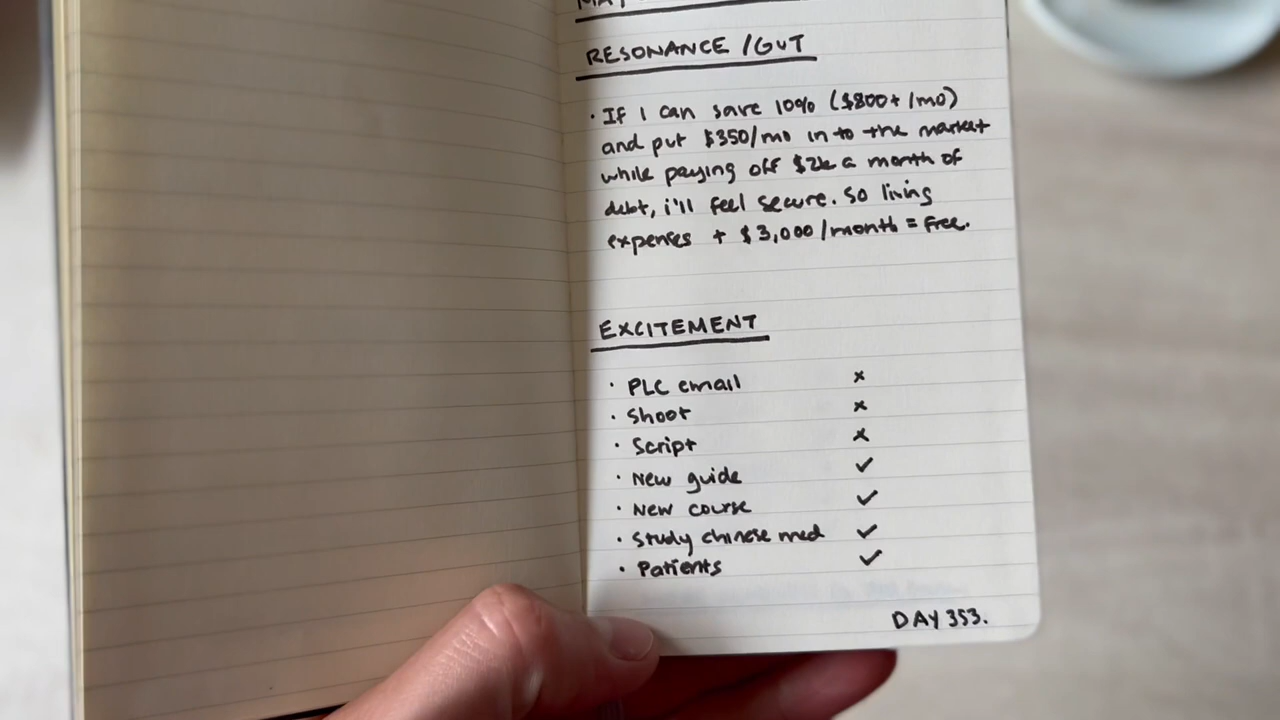 MAY
RESONANCE / GUT
• If I can save 10% ($800+ /mo)
and put $350/mo in to the market
while paying off $2k a month of
debt, i'll feel secure. So living
expenses + $3,000/month = Free.
EXCITEMENT
• PLC email ×
• Shoot ×
• Script ×
• New guide ✓
• New course ✓
• Study chinese med ✓
• Patients ✓
DAY 353.